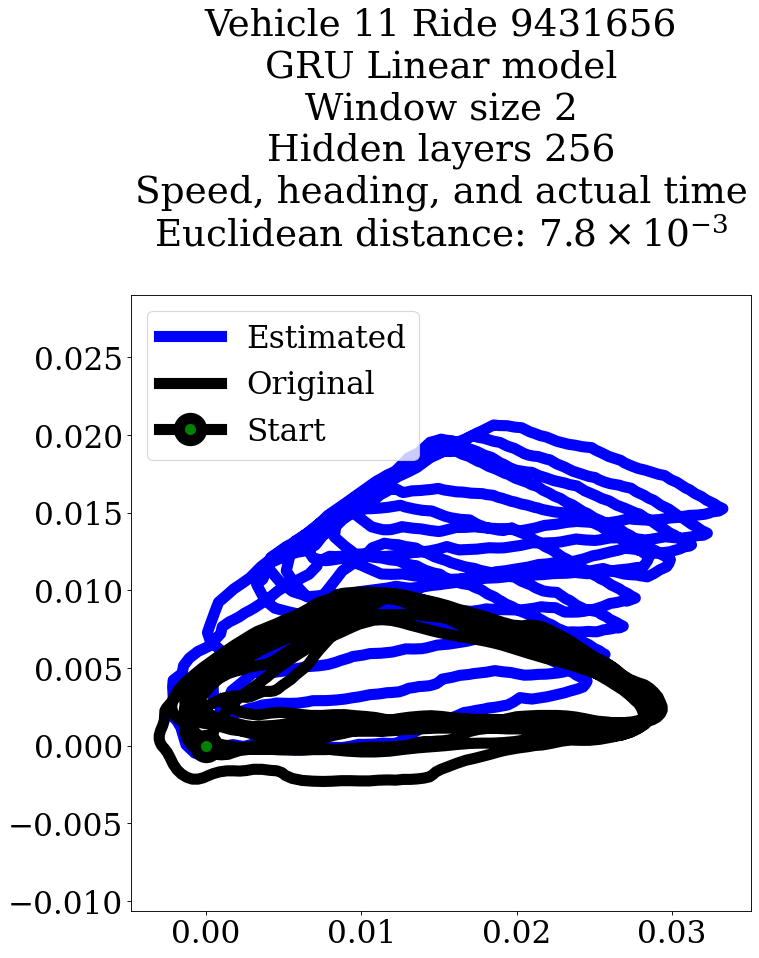 Vehicle 11 Ride 9431656
GRU Linear model
Window size 2
Hidden layers 256
Speed, heading, and actual time
Euclidean distance: 7.8 × 10⁻³
Estimated
Original
Start
0.025
0.020
0.015
0.010
0.005
0.000
−0.005
−0.010
0.00 0.01 0.02 0.03